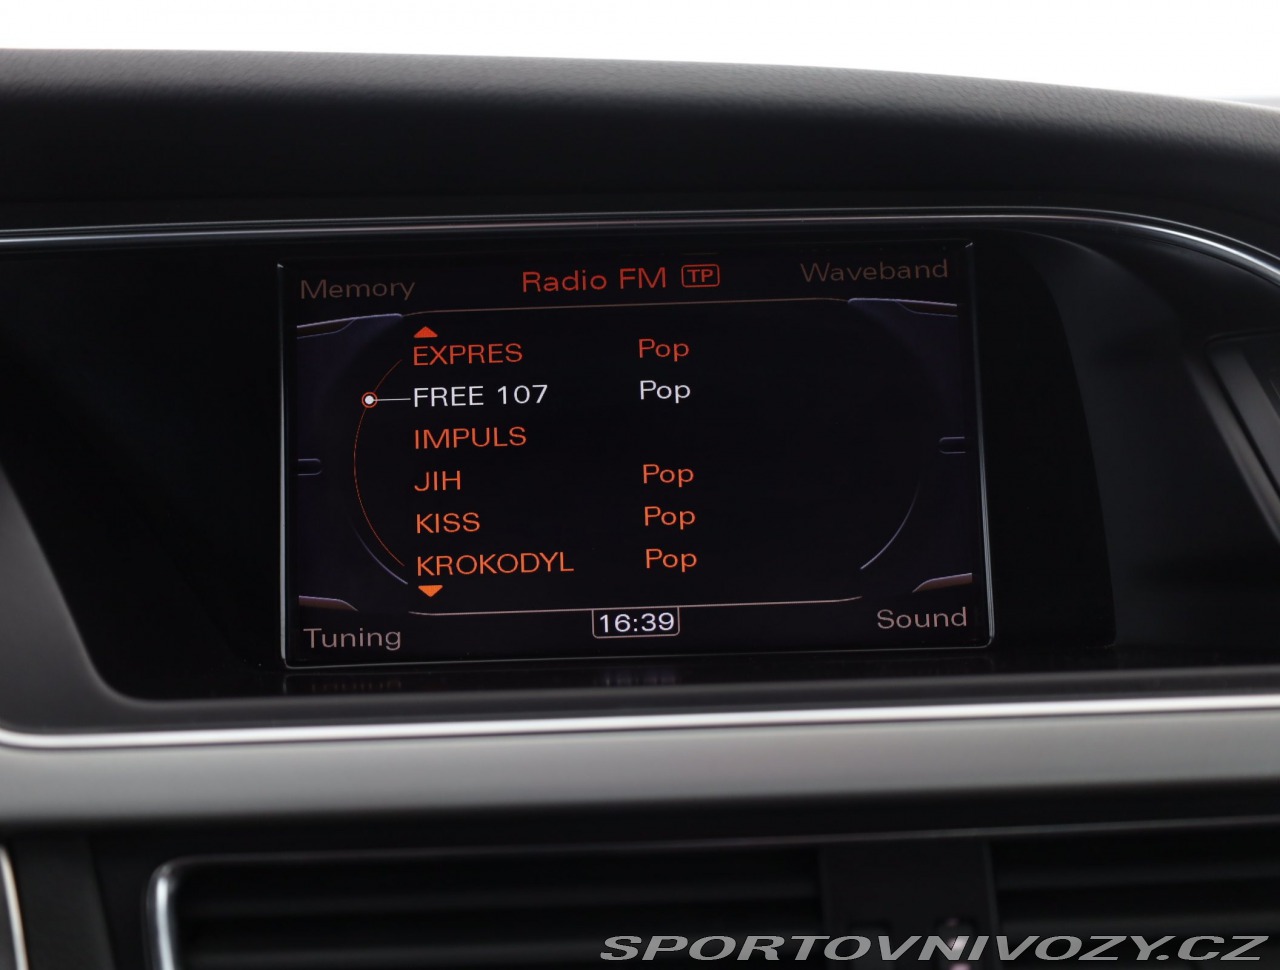 Memory Radio FM TP Waveband
EXPRES Pop
FREE 107 Pop
IMPULS
JIH Pop
KISS Pop
KROKODYL Pop
Tuning 16:39 Sound
SPORTOVNIVOZY.CZ